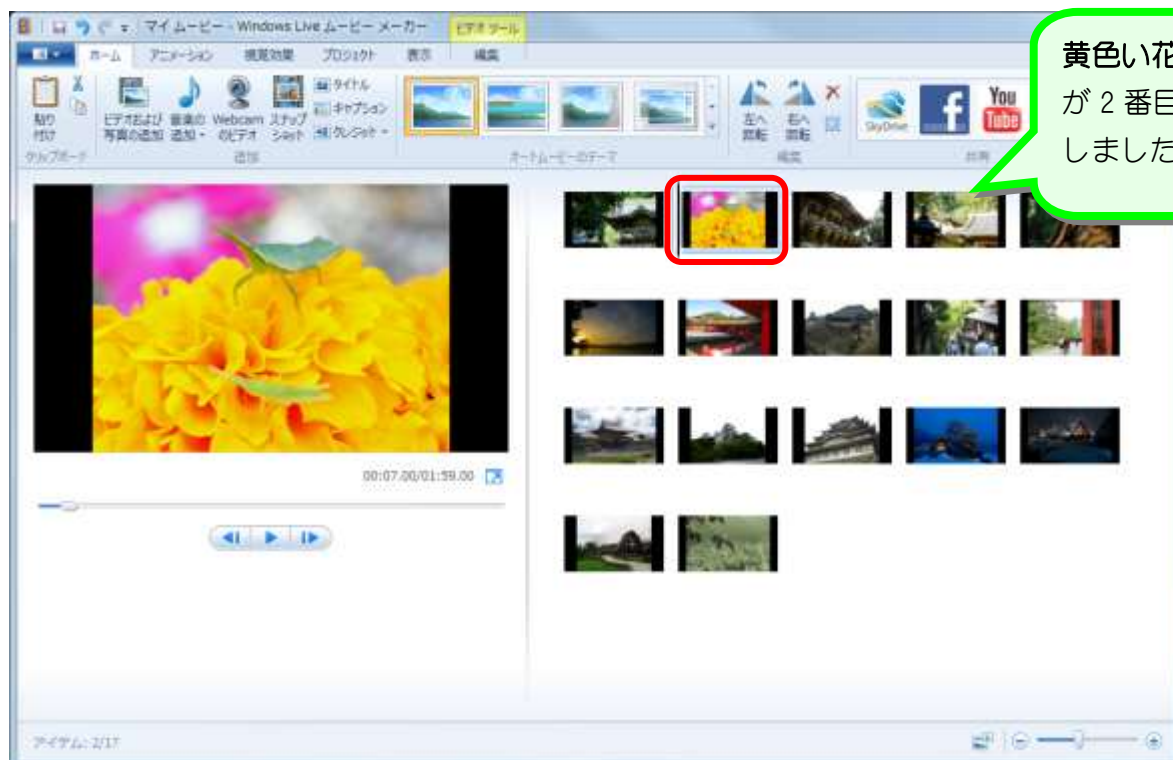 マイ ムービー - Windows Live ムービー メーカー
ビデオ ツール
ホーム アニメーション 視覚効果 プロジェクト 表示 編集
貼り付け
クリップボード
ビデオおよび写真の追加
音楽の追加
Webcam のビデオ
スナップショット
タイトル
キャプション
クレジット
追加
オートムービーのテーマ
左へ回転
右へ回転
編集
SkyDrive
You Tube
共有
黄色い花
が 2 番目
しました
00:07.00/01:59.00
アイテム: 2/17